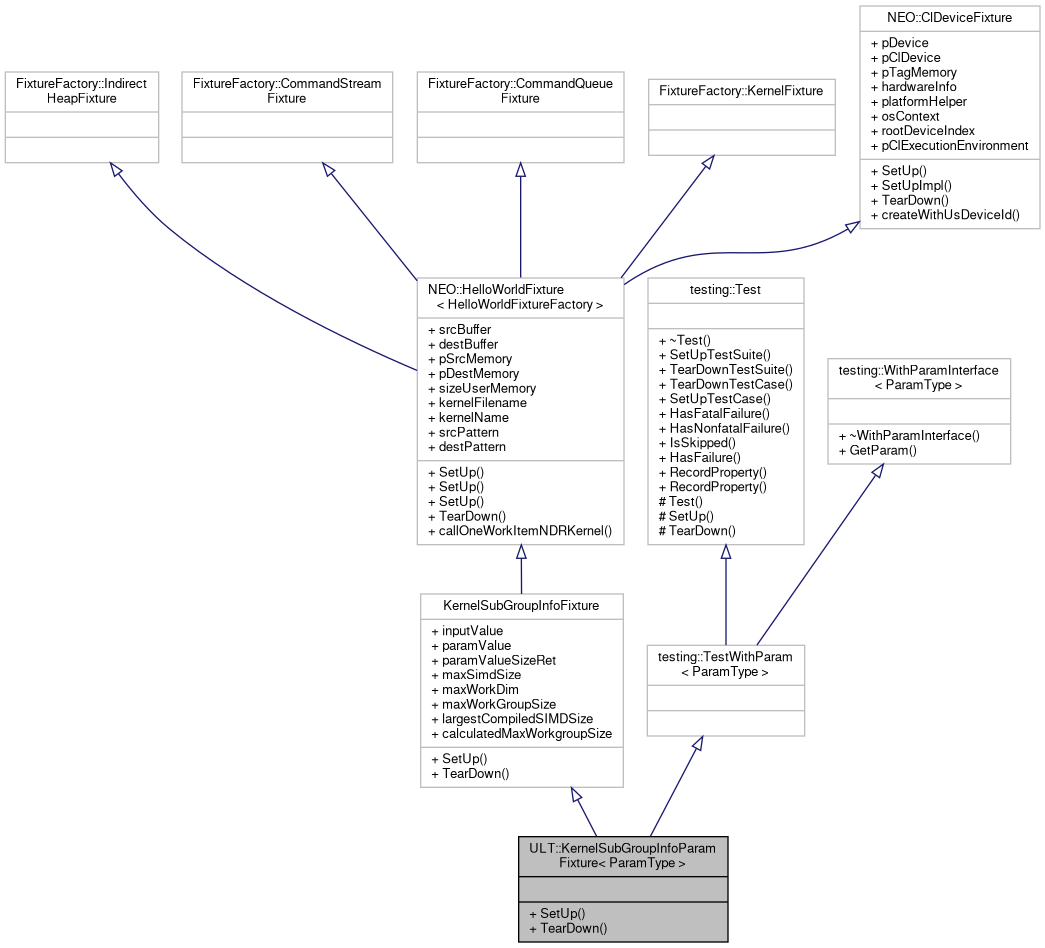 NEO::ClDeviceFixture
+ pDevice
+ pClDevice
+ pTagMemory
+ hardwareInfo
+ platformHelper
+ osContext
+ rootDeviceIndex
+ pClExecutionEnvironment
+ SetUp()
+ SetUpImpl()
+ TearDown()
+ createWithUsDeviceId()
FixtureFactory::Indirect
HeapFixture
FixtureFactory::CommandStream
Fixture
FixtureFactory::CommandQueue
Fixture
FixtureFactory::KernelFixture
NEO::HelloWorldFixture
< HelloWorldFixtureFactory >
+ srcBuffer
+ destBuffer
+ pSrcMemory
+ pDestMemory
+ sizeUserMemory
+ kernelFilename
+ kernelName
+ srcPattern
+ destPattern
+ SetUp()
+ SetUp()
+ SetUp()
+ TearDown()
+ callOneWorkItemNDRKernel()
testing::Test
+ ~Test()
+ SetUpTestSuite()
+ TearDownTestSuite()
+ TearDownTestCase()
+ SetUpTestCase()
+ HasFatalFailure()
+ HasNonfatalFailure()
+ IsSkipped()
+ HasFailure()
+ RecordProperty()
+ RecordProperty()
# Test()
# SetUp()
# TearDown()
testing::WithParamInterface
< ParamType >
+ ~WithParamInterface()
+ GetParam()
KernelSubGroupInfoFixture
+ inputValue
+ paramValue
+ paramValueSizeRet
+ maxSimdSize
+ maxWorkDim
+ maxWorkGroupSize
+ largestCompiledSIMDSize
+ calculatedMaxWorkgroupSize
+ SetUp()
+ TearDown()
testing::TestWithParam
< ParamType >
ULT::KernelSubGroupInfoParam
Fixture< ParamType >
+ SetUp()
+ TearDown()